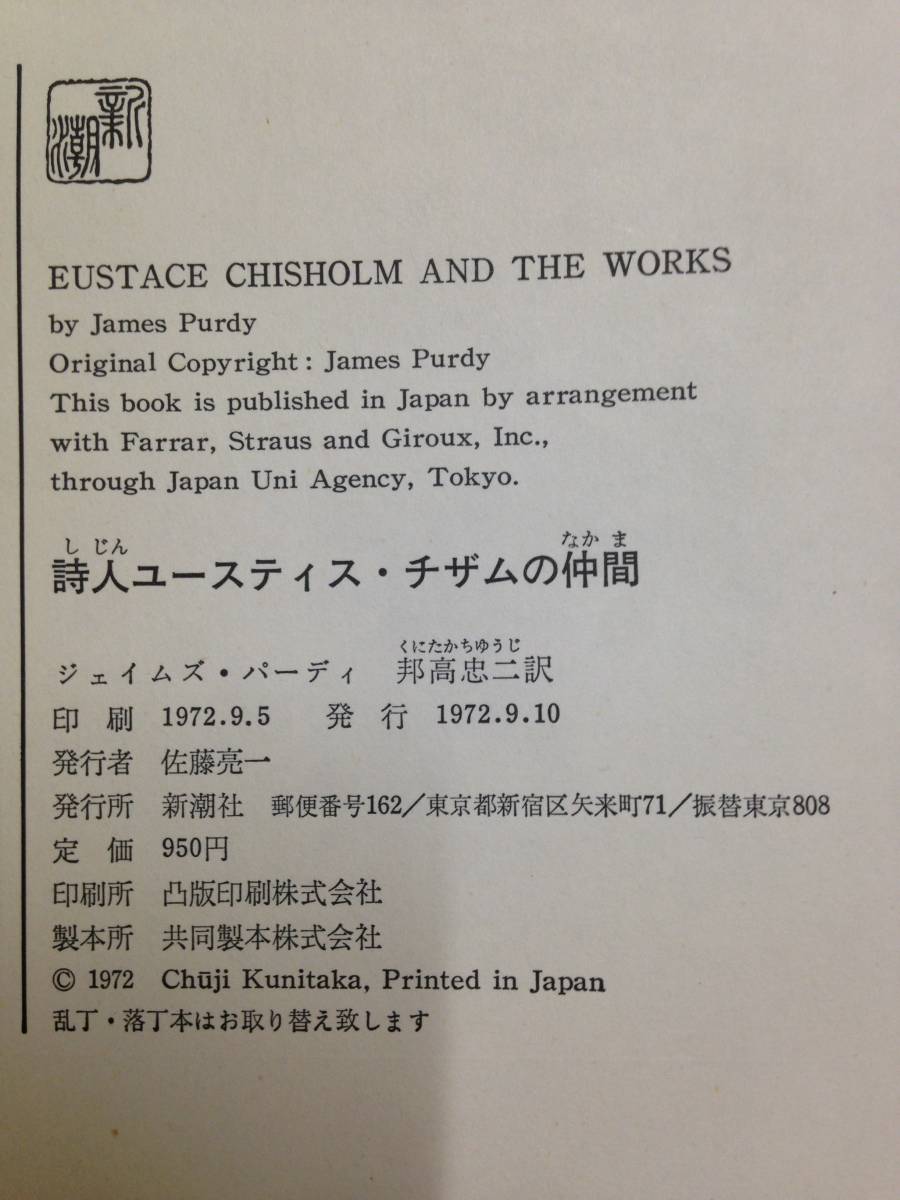 新潮
EUSTACE CHISHOLM AND THE WORKS
by James Purdy
Original Copyright: James Purdy
This book is published in Japan by arrangement
with Farrar, Straus and Giroux, Inc.,
through Japan Uni Agency, Tokyo.
しじん なかま
詩人ユースティス・チザムの仲間
くにたかちゆうじ
ジェイムズ・パーディ 邦高忠二訳
印刷 1972.9.5 発行 1972.9.10
発行者 佐藤亮一
発行所 新潮社 郵便番号162/東京都新宿区矢来町71/振替東京808
定価 950円
印刷所 凸版印刷株式会社
製本所 共同製本株式会社
© 1972 Chūji Kunitaka, Printed in Japan
乱丁・落丁本はお取り替え致します